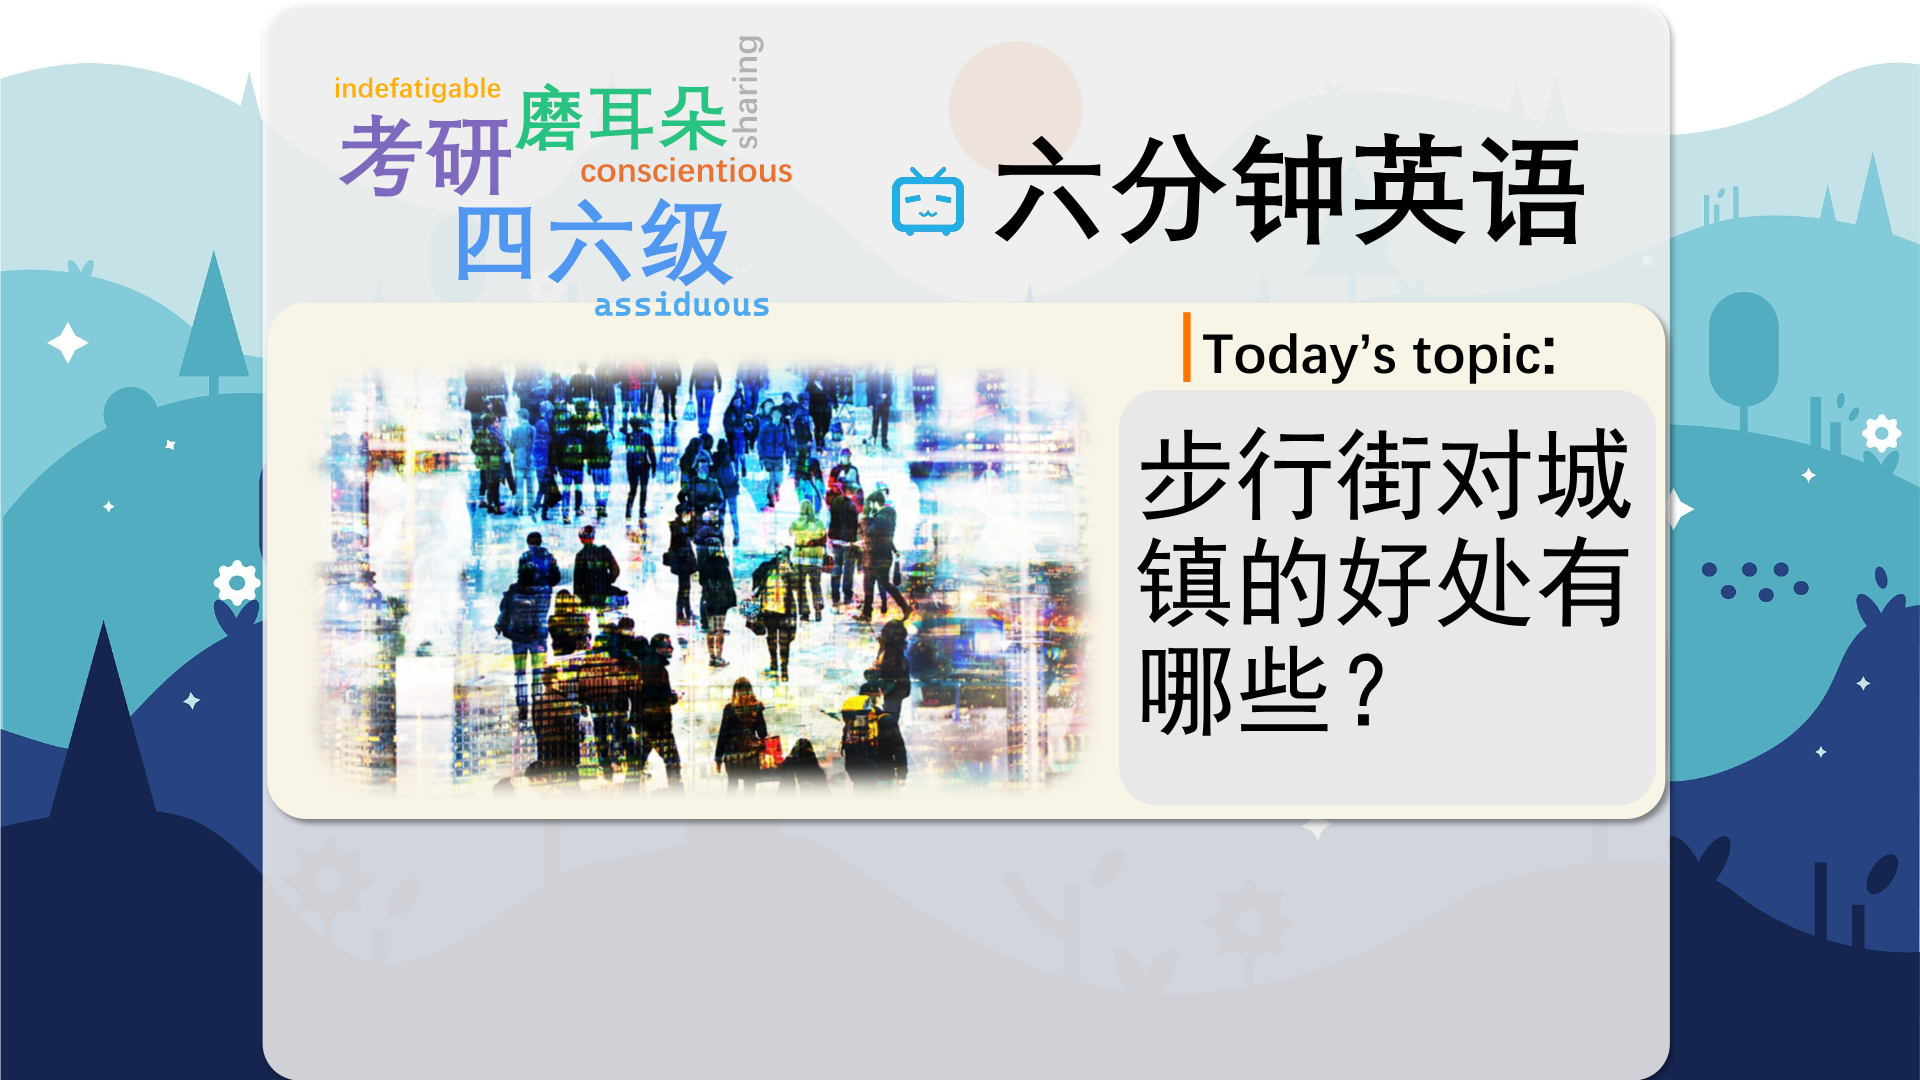 indefatigable
考研
磨耳朵
sharing
conscientious
四六级
assiduous
六分钟英语
Today’s topic:
步行街对城
镇的好处有
哪些？